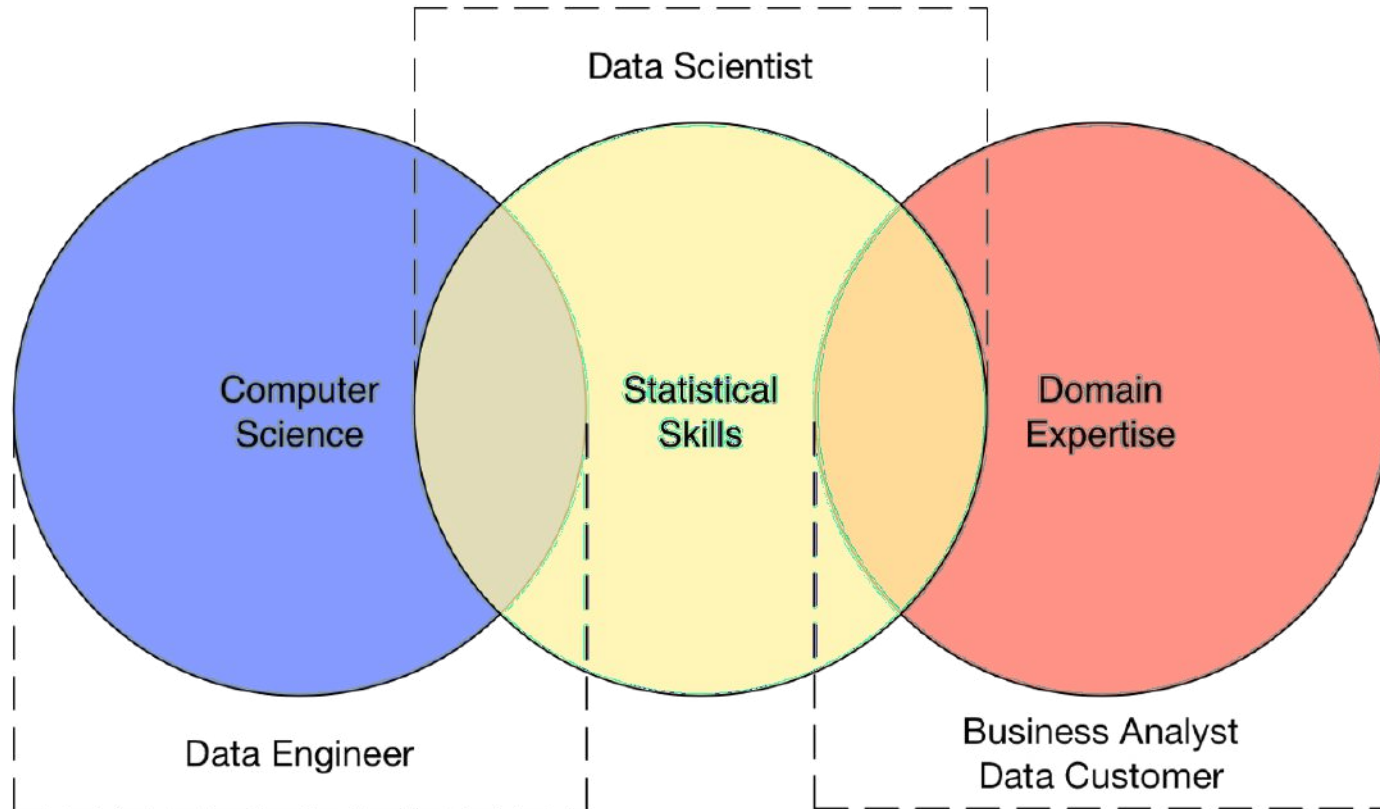 Data Scientist
Computer
Science
Statistical
Skills
Domain
Expertise
Data Engineer
Business Analyst
Data Customer